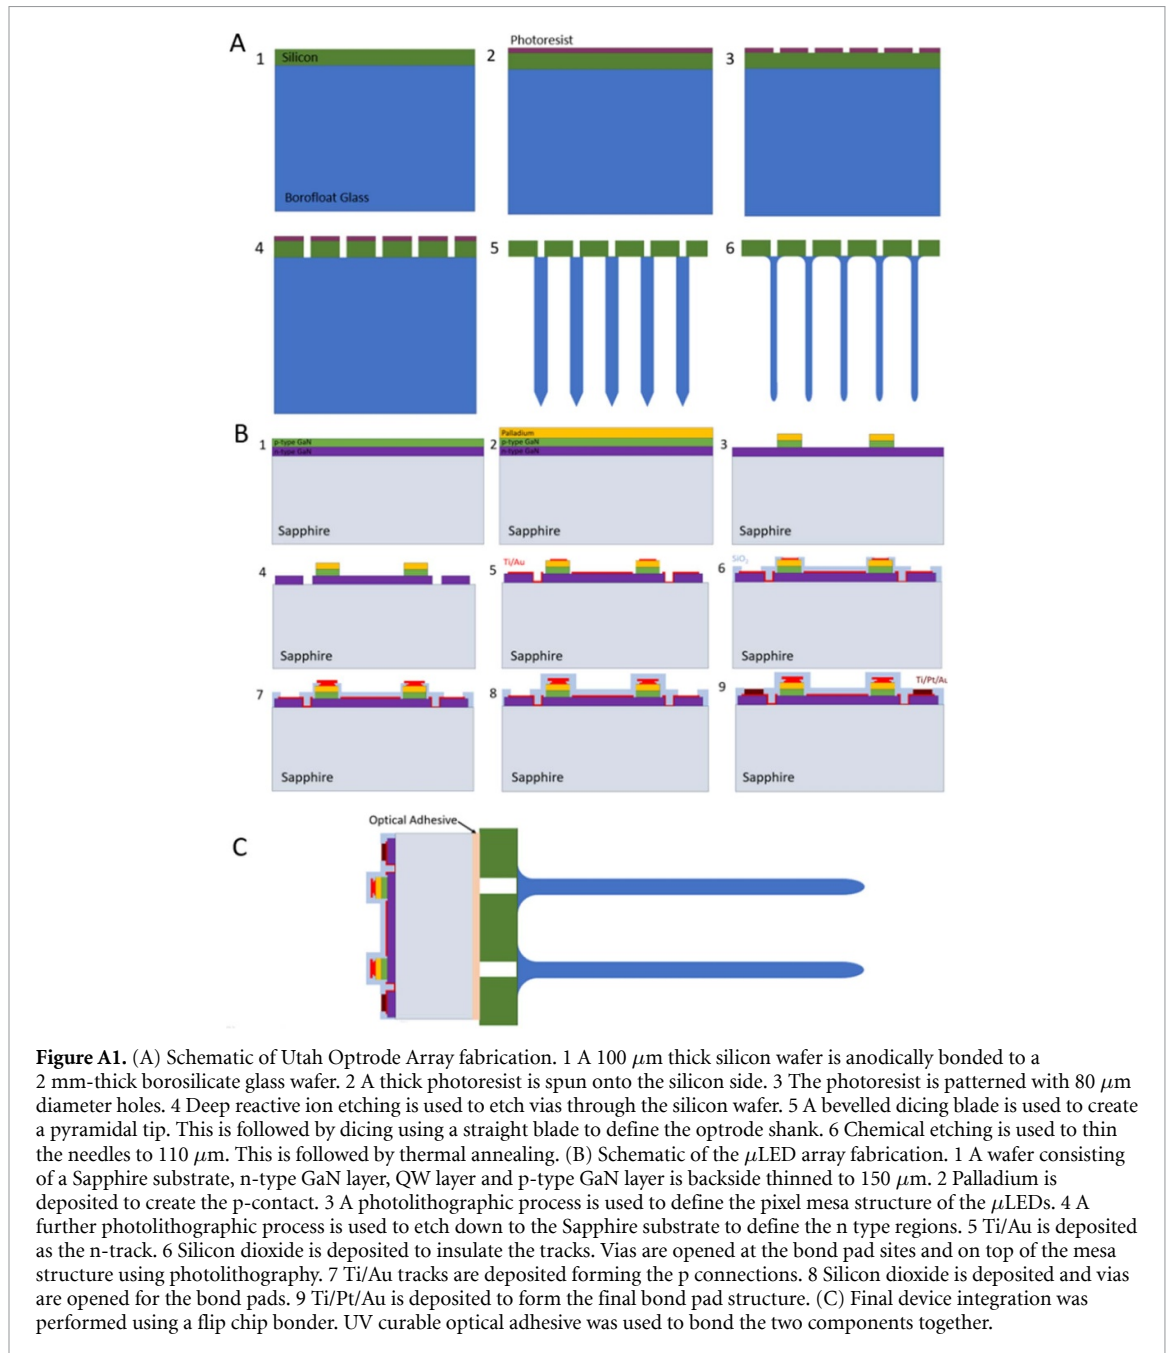 A
1
Silicon
Borofloat Glass
Photoresist
2
3
4
5
6
B
1
p-type GaN
n-type GaN
Sapphire
2
Palladium
p-type GaN
n-type GaN
Sapphire
3
4
Sapphire
5
Ti/Au
Sapphire
6
SiO2
Sapphire
7
Sapphire
8
Sapphire
9
Ti/Pt/Au
Sapphire
C
Optical Adhesive
Figure A1. (A) Schematic of Utah Optrode Array fabrication. 1 A 100 μm thick silicon wafer is anodically bonded to a
2 mm-thick borosilicate glass wafer. 2 A thick photoresist is spun onto the silicon side. 3 The photoresist is patterned with 80 μm
diameter holes. 4 Deep reactive ion etching is used to etch vias through the silicon wafer. 5 A bevelled dicing blade is used to create
a pyramidal tip. This is followed by dicing using a straight blade to define the optrode shank. 6 Chemical etching is used to thin
the needles to 110 μm. This is followed by thermal annealing. (B) Schematic of the μLED array fabrication. 1 A wafer consisting
of a Sapphire substrate, n-type GaN layer, QW layer and p-type GaN layer is backside thinned to 150 μm. 2 Palladium is
deposited to create the p-contact. 3 A photolithographic process is used to define the pixel mesa structure of the μLEDs. 4 A
further photolithographic process is used to etch down to the Sapphire substrate to define the n type regions. 5 Ti/Au is deposited
as the n-track. 6 Silicon dioxide is deposited to insulate the tracks. Vias are opened at the bond pad sites and on top of the mesa
structure using photolithography. 7 Ti/Au tracks are deposited forming the p connections. 8 Silicon dioxide is deposited and vias
are opened for the bond pads. 9 Ti/Pt/Au is deposited to form the final bond pad structure. (C) Final device integration was
performed using a flip chip bonder. UV curable optical adhesive was used to bond the two components together.